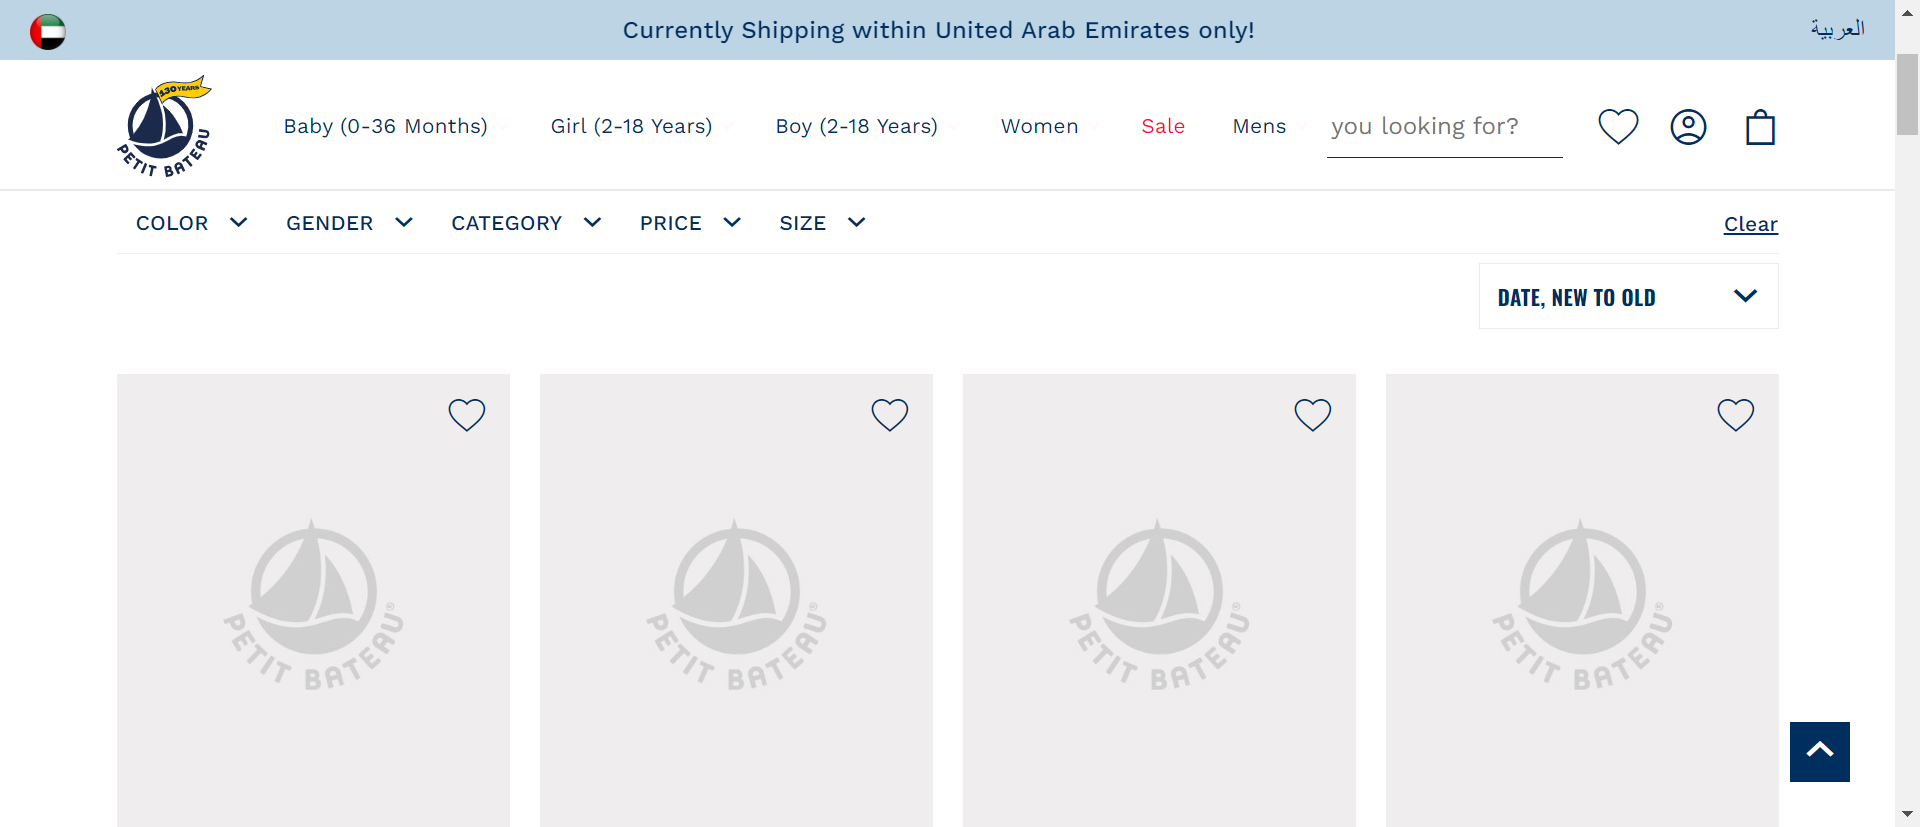 Currently Shipping within United Arab Emirates only!
العربية
130 YEARS
PETIT BATEAU
Baby (0-36 Months)
Girl (2-18 Years)
Boy (2-18 Years)
Women
Sale
Mens
you looking for?
COLOR
GENDER
CATEGORY
PRICE
SIZE
Clear
DATE, NEW TO OLD
PETIT BATEAU®
PETIT BATEAU®
PETIT BATEAU®
PETIT BATEAU®